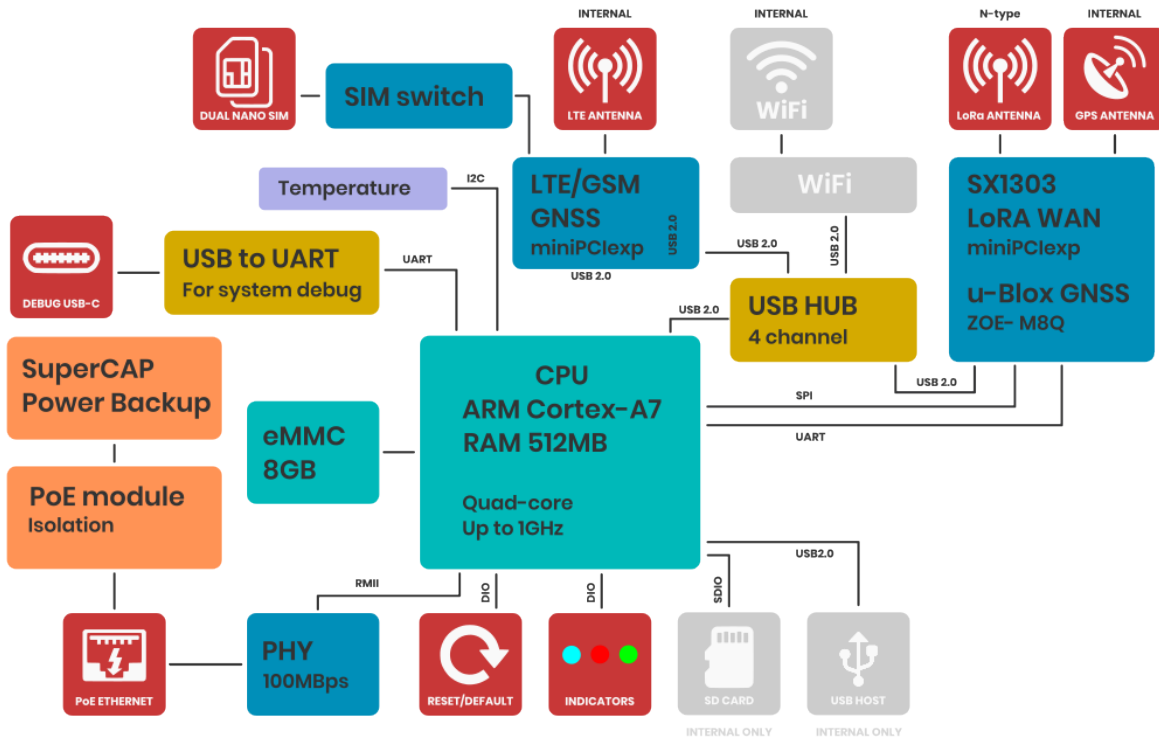 INTERNAL
INTERNAL
N-type
INTERNAL
DUAL NANO SIM
SIM switch
LTE ANTENNA
WiFi
LoRa ANTENNA
GPS ANTENNA
Temperature
I2C
LTE/GSM
GNSS
miniPCIexp
USB 2.0
USB 2.0
USB 2.0
WiFi
USB 2.0
SX1303
LoRA WAN
miniPCIexp
u-Blox GNSS
ZOE- M8Q
DEBUG USB-C
USB to UART
For system debug
UART
USB 2.0
USB HUB
4 channel
USB 2.0
SuperCAP
Power Backup
CPU
ARM Cortex-A7
RAM 512MB
Quad-core
Up to 1GHz
SPI
UART
eMMC
8GB
PoE module
Isolation
RMII
DIO
DIO
SDIO
USB2.0
PoE ETHERNET
PHY
100MBps
RESET/DEFAULT
INDICATORS
SD CARD
USB HOST
INTERNAL ONLY
INTERNAL ONLY